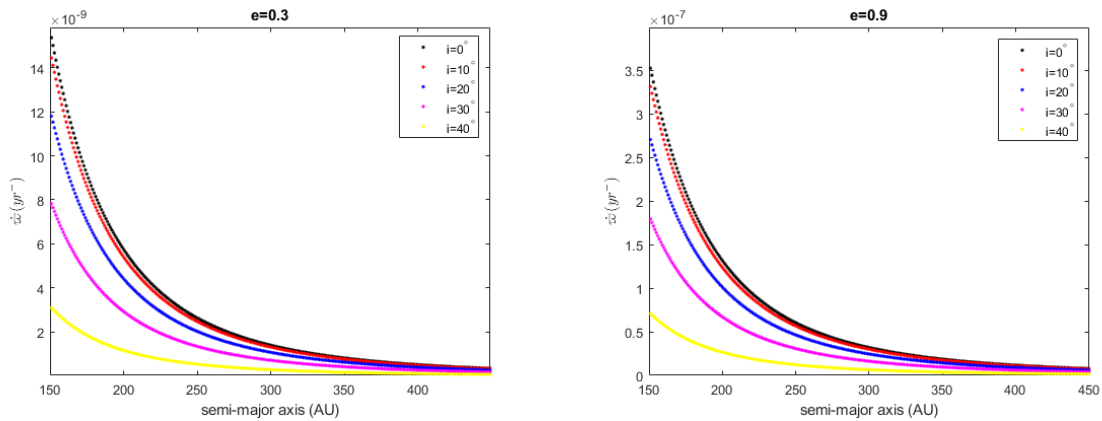 e=0.3
×10⁻⁹
14
12
10
8
6
4
2
150 200 250 300 350 400
ϖ̇(yr⁻)
semi-major axis (AU)
i=0°
i=10°
i=20°
i=30°
i=40°
e=0.9
×10⁻⁷
3.5
3
2.5
2
1.5
1
0.5
0
150 200 250 300 350 400 450
ϖ̇(yr⁻)
semi-major axis (AU)
i=0°
i=10°
i=20°
i=30°
i=40°